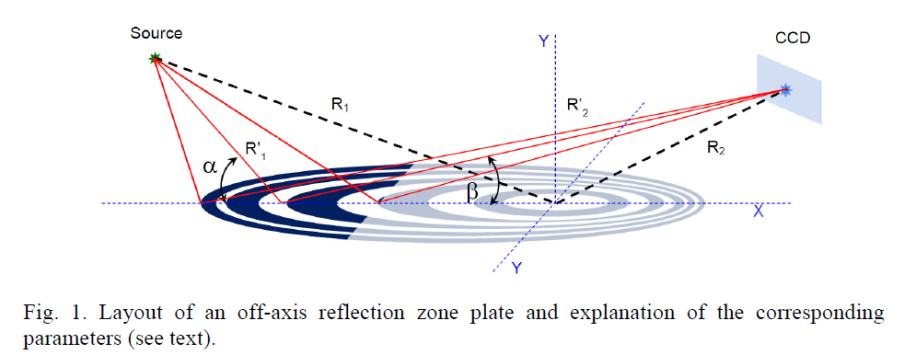 Source
CCD
Y
R₁
R'₂
R'₁
R₂
α
β
X
Y
Fig. 1. Layout of an off-axis reflection zone plate and explanation of the corresponding
parameters (see text).